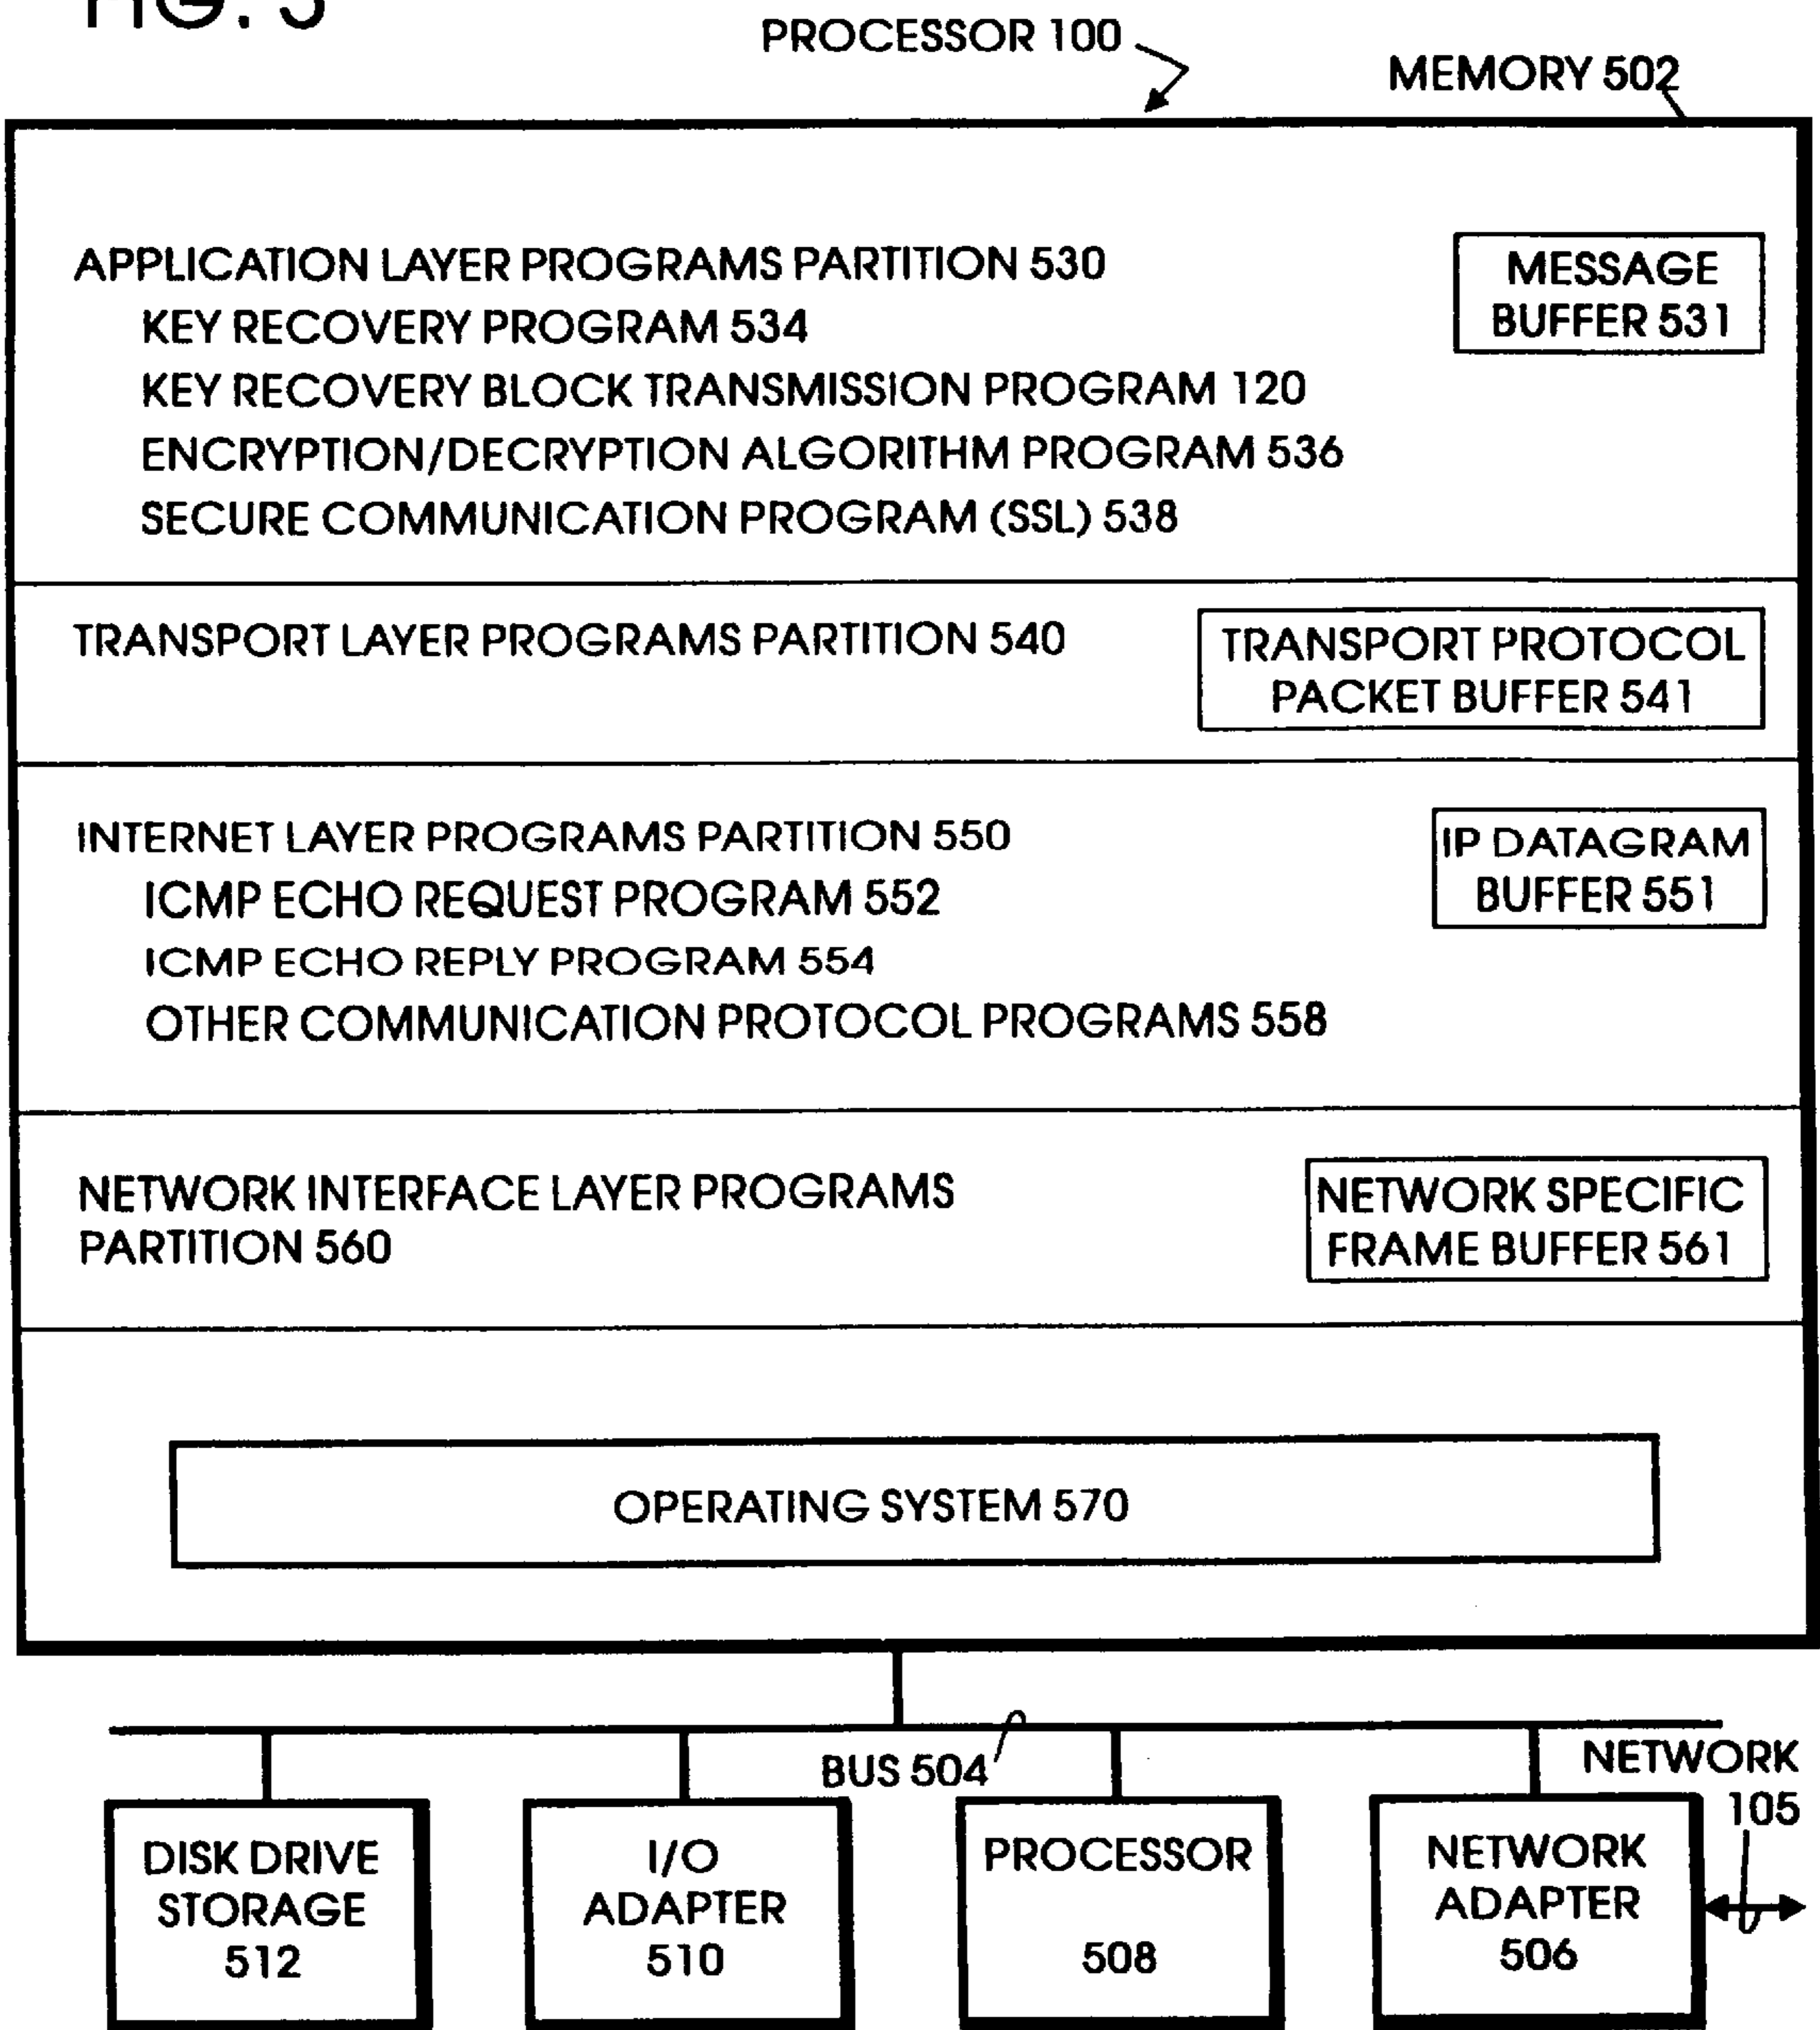 FIG. 5
PROCESSOR 100
MEMORY 502
APPLICATION LAYER PROGRAMS PARTITION 530
KEY RECOVERY PROGRAM 534
KEY RECOVERY BLOCK TRANSMISSION PROGRAM 120
ENCRYPTION/DECRYPTION ALGORITHM PROGRAM 536
SECURE COMMUNICATION PROGRAM (SSL) 538
MESSAGE
BUFFER 531
TRANSPORT LAYER PROGRAMS PARTITION 540
TRANSPORT PROTOCOL
PACKET BUFFER 541
INTERNET LAYER PROGRAMS PARTITION 550
ICMP ECHO REQUEST PROGRAM 552
ICMP ECHO REPLY PROGRAM 554
OTHER COMMUNICATION PROTOCOL PROGRAMS 558
IP DATAGRAM
BUFFER 551
NETWORK INTERFACE LAYER PROGRAMS
PARTITION 560
NETWORK SPECIFIC
FRAME BUFFER 561
OPERATING SYSTEM 570
BUS 504
NETWORK
105
DISK DRIVE
STORAGE
512
I/O
ADAPTER
510
PROCESSOR
508
NETWORK
ADAPTER
506